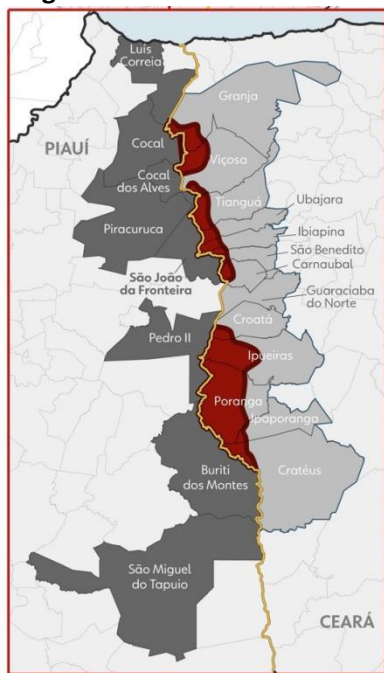 Luís
Correia
Granja
PIAUÍ
Cocal
Viçosa
Cocal
dos Alves
Tianguá
Ubajara
Piracuruca
Ibiapina
São Benedito
Carnaubal
São João
da Fronteira
Guaraciaba
do Norte
Croatá
Pedro II
Ipueiras
Poranga
Ipaporanga
Buriti
dos Montes
Cratéus
São Miguel
do Tapuio
CEARÁ